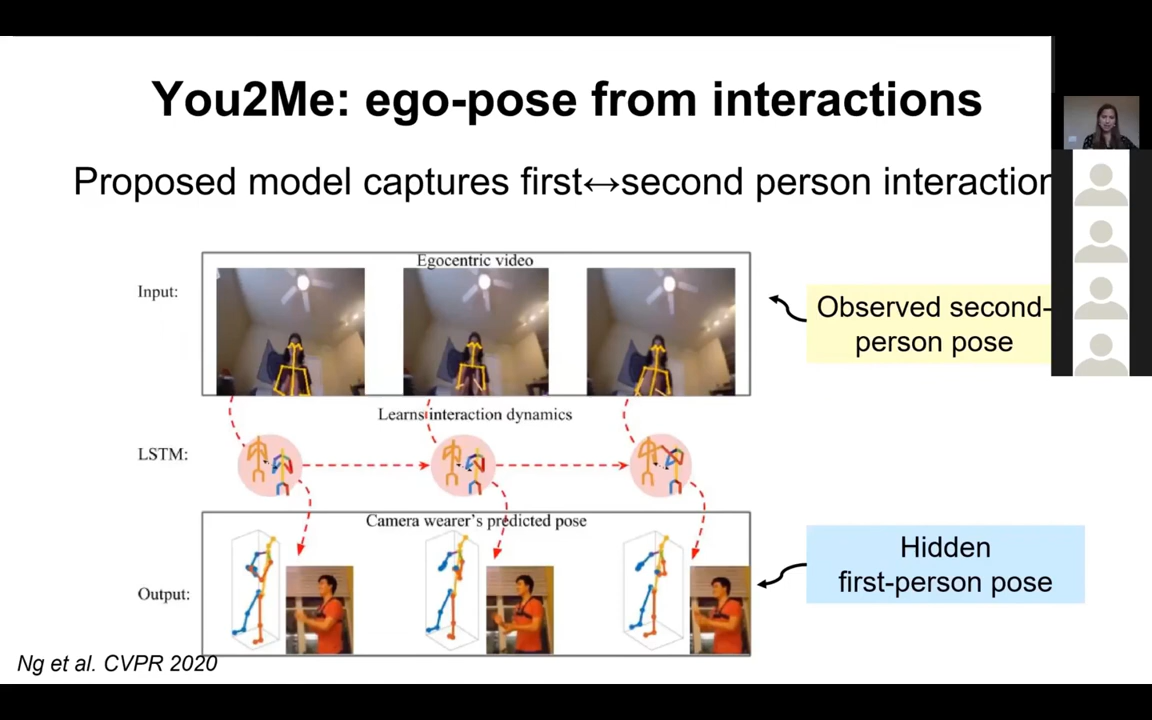 You2Me: ego-pose from interactions
Proposed model captures first↔second person interaction
Egocentric video
Input:
Observed second-
person pose
Learns interaction dynamics
LSTM:
Camera wearer's predicted pose
Hidden
first-person pose
Output:
Ng et al. CVPR 2020